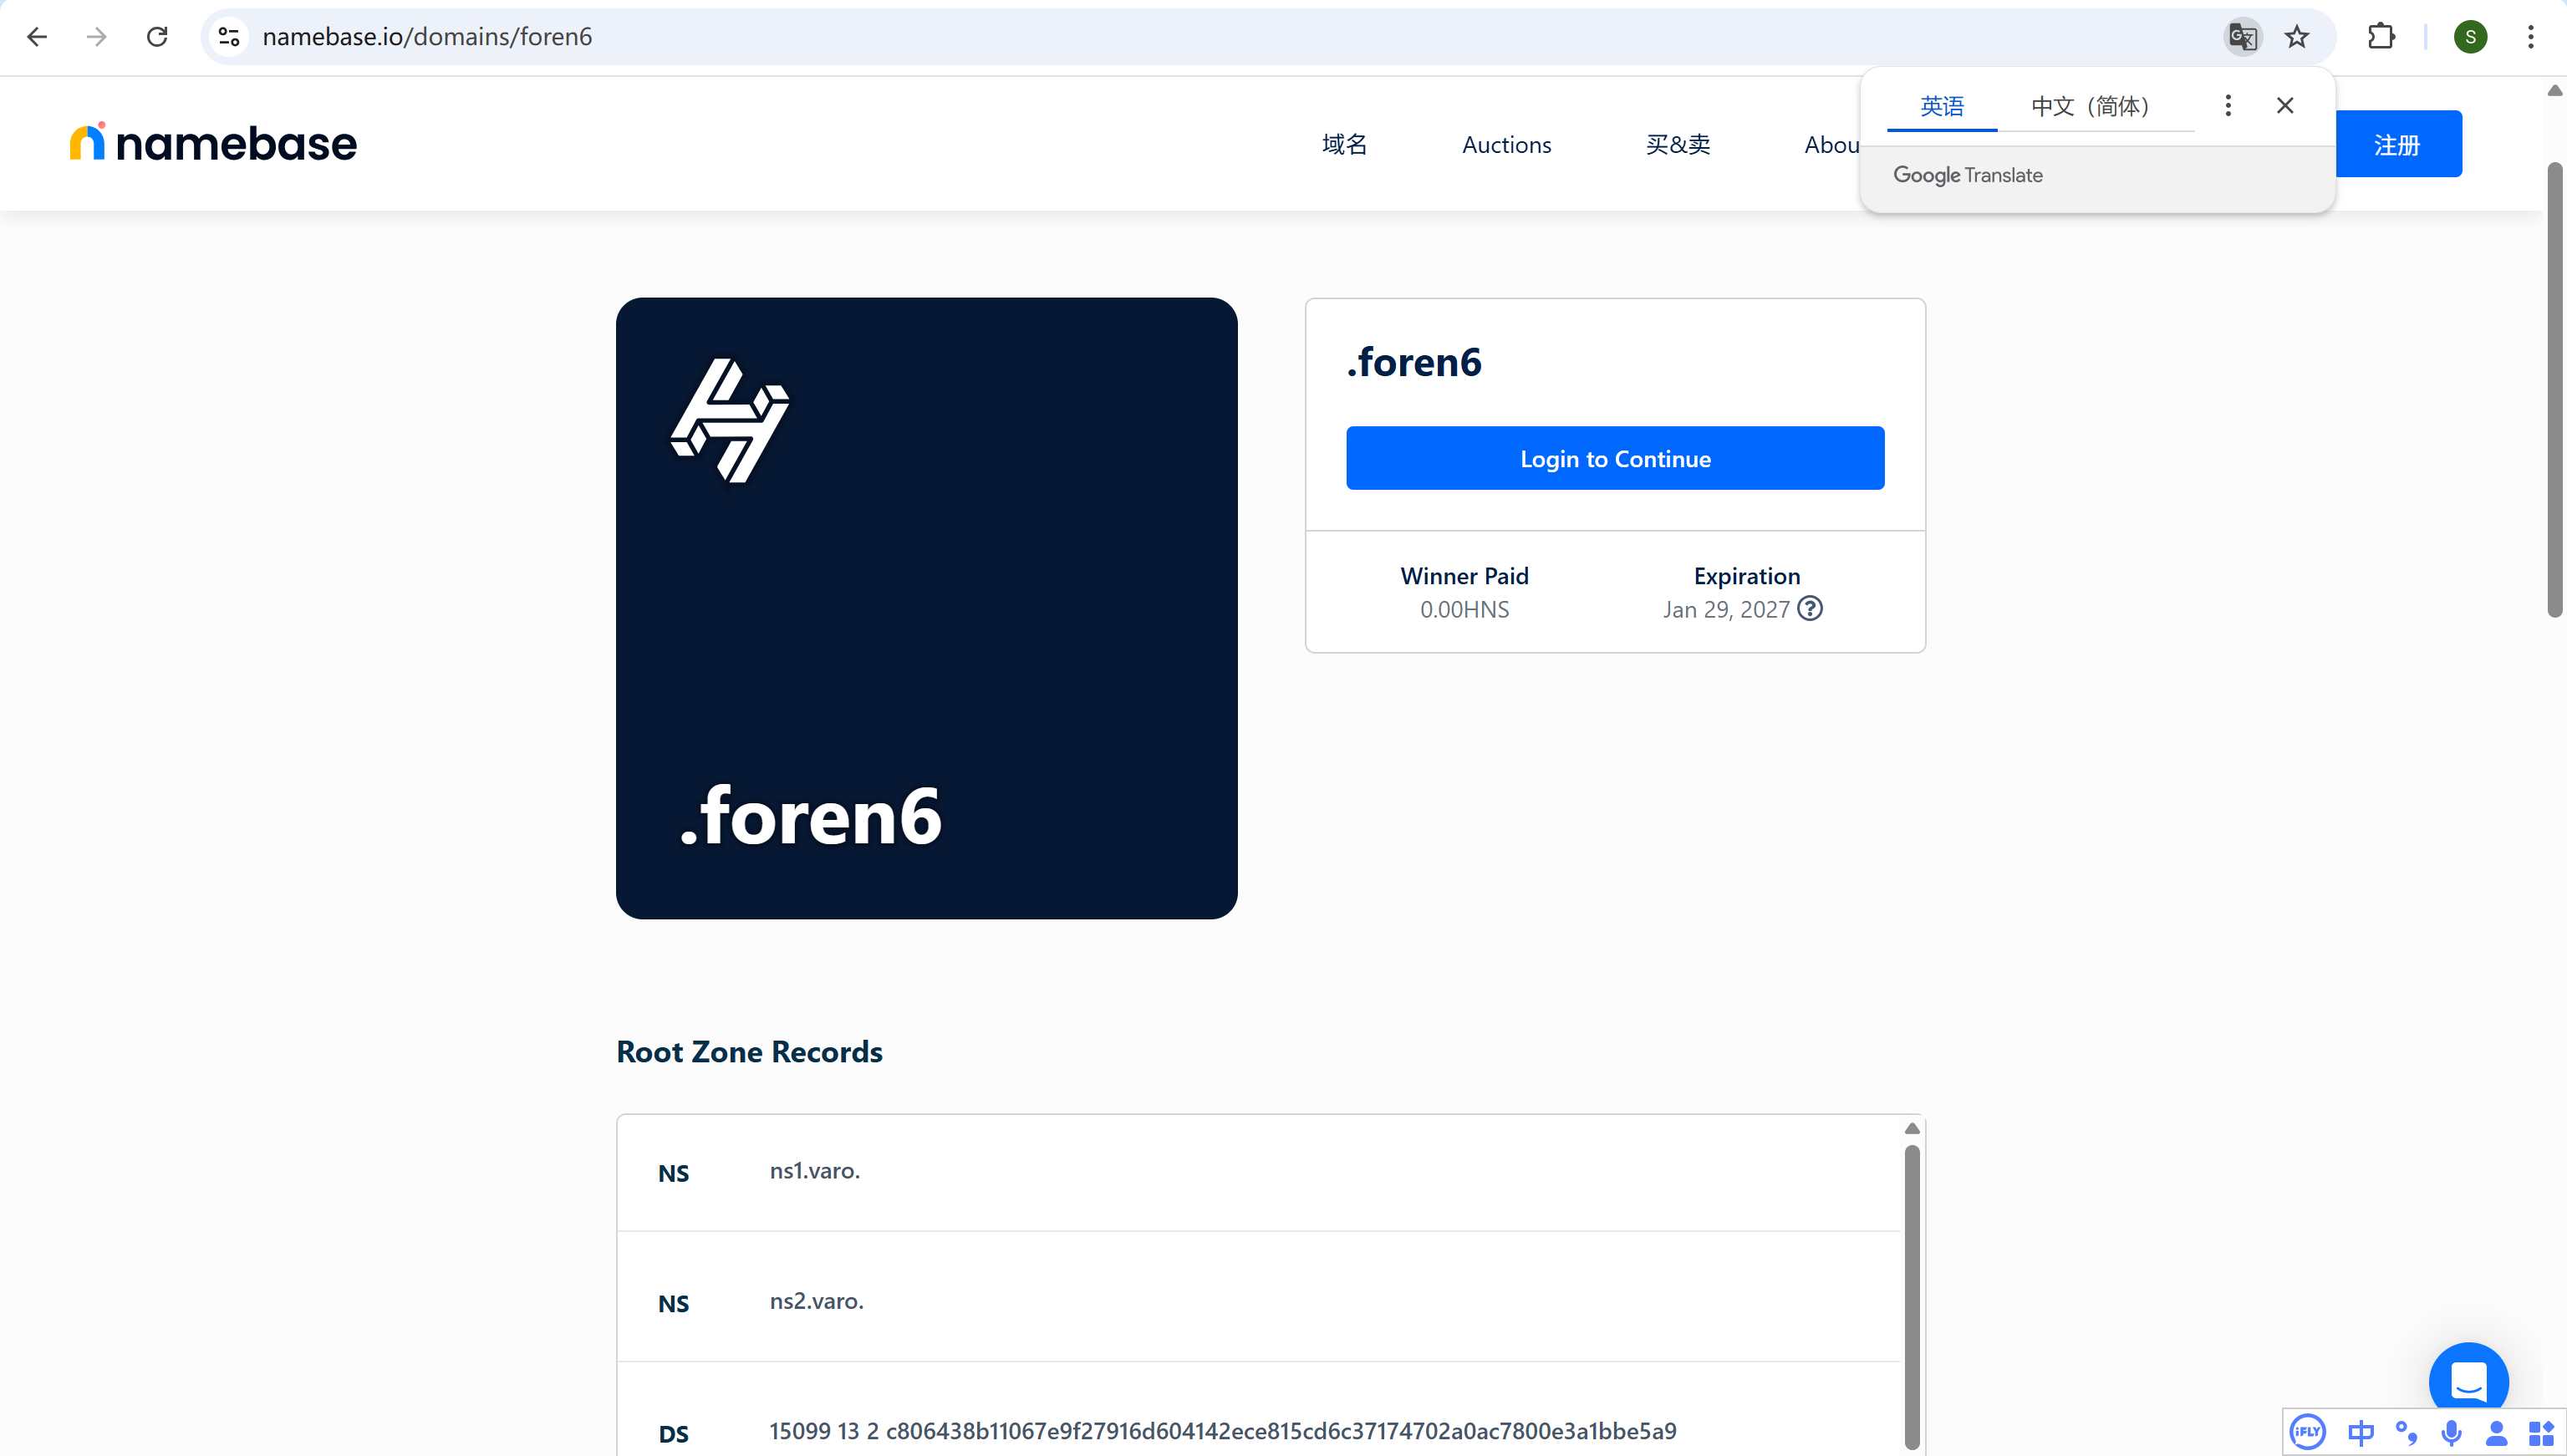 namebase.io/domains/foren6
S
英语
中文（简体）
Google Translate
namebase
域名
Auctions
买&卖
Abou
注册
.foren6
Login to Continue
Winner Paid
Expiration
0.00HNS
Jan 29, 2027
.foren6
Root Zone Records
NS
ns1.varo.
NS
ns2.varo.
DS
15099 13 2 c806438b11067e9f27916d604142ece815cd6c37174702a0ac7800e3a1bbe5a9
iFLY
中